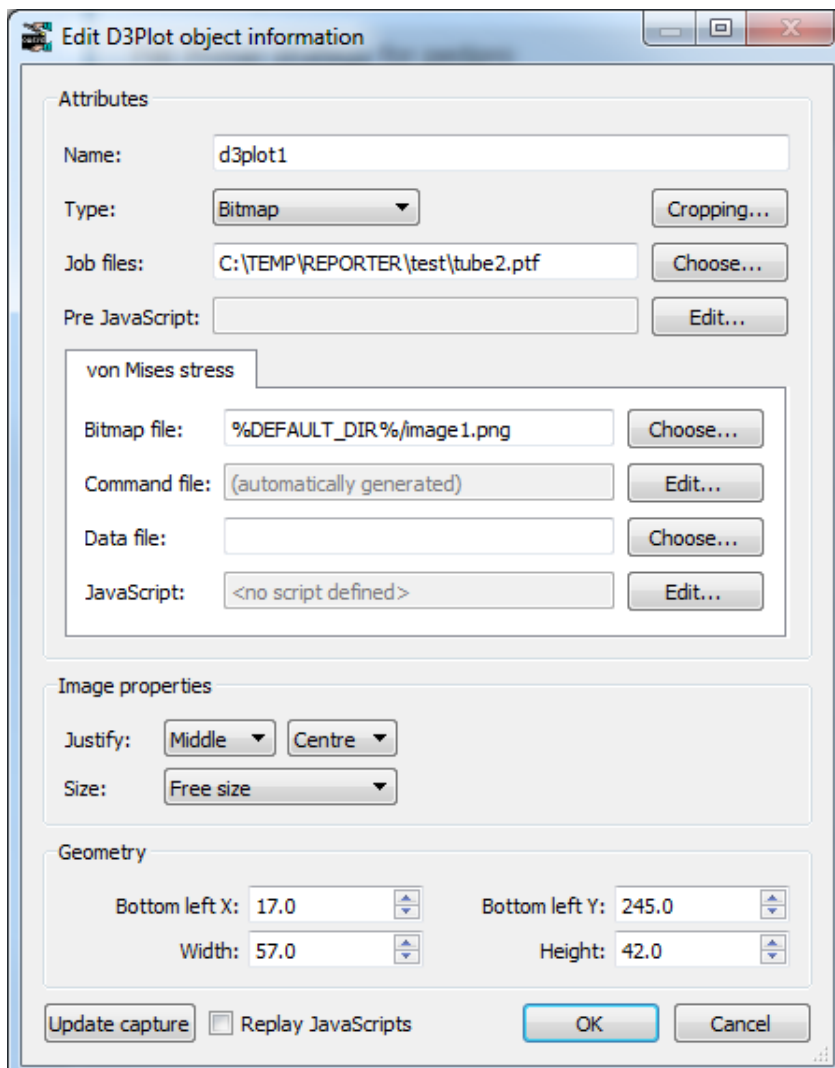 Edit D3Plot object information
Attributes
Name: d3plot1
Type: Bitmap Cropping...
Job files: C:\TEMP\REPORTER\test\tube2.ptf Choose...
Pre JavaScript: Edit...
von Mises stress
Bitmap file: %DEFAULT_DIR%/image1.png Choose...
Command file: (automatically generated) Edit...
Data file: Choose...
JavaScript: <no script defined> Edit...
Image properties
Justify: Middle Centre
Size: Free size
Geometry
Bottom left X: 17.0 Bottom left Y: 245.0
Width: 57.0 Height: 42.0
Update capture Replay JavaScripts OK Cancel